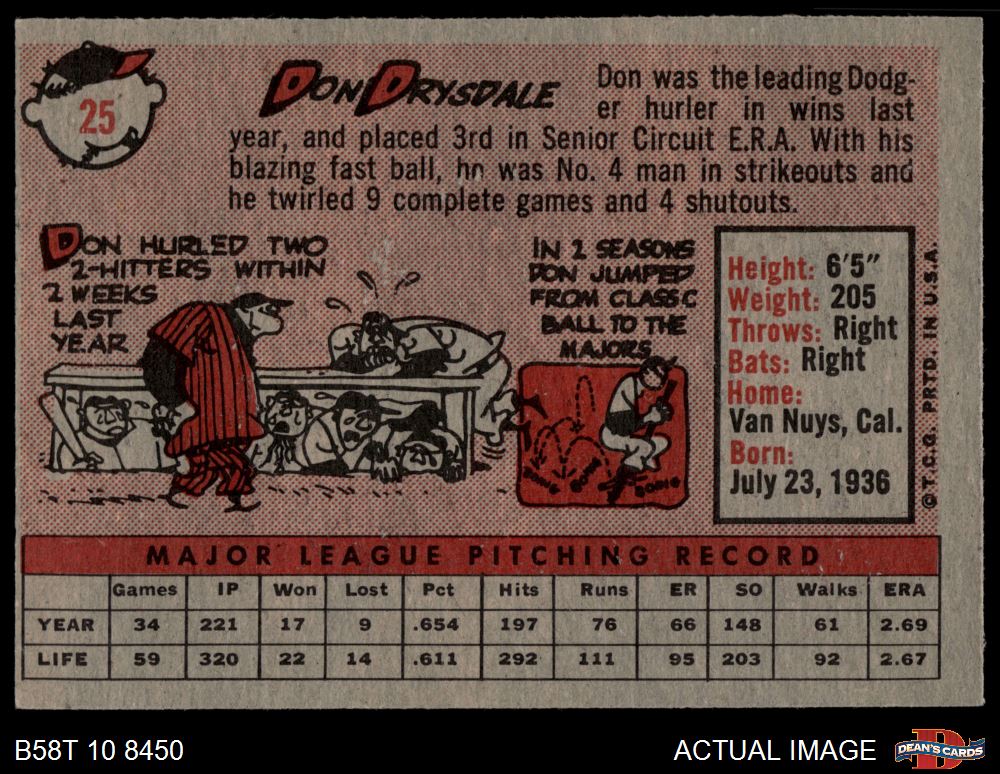 25
DON DRYSDALE
Don was the leading Dodg-
er hurler in wins last
year, and placed 3rd in Senior Circuit E.R.A. With his
blazing fast ball, he was No. 4 man in strikeouts and
he twirled 9 complete games and 4 shutouts.
DON HURLED TWO
2-HITTERS WITHIN
2 WEEKS
LAST
YEAR
IN 2 SEASONS
DON JUMPED
FROM CLASS C
BALL TO THE
MAJORS
BOING BOING BOING
Height: 6'5"
Weight: 205
Throws: Right
Bats: Right
Home:
Van Nuys, Cal.
Born:
July 23, 1936
© T.C.G. PRTD. IN U.S.A.
MAJOR LEAGUE PITCHING RECORD
Games IP Won Lost Pct Hits Runs ER SO Walks ERA
YEAR 34 221 17 9 .654 197 76 66 148 61 2.69
LIFE 59 320 22 14 .611 292 111 95 203 92 2.67
B58T 10 8450
ACTUAL IMAGE
DEAN'S CARDS